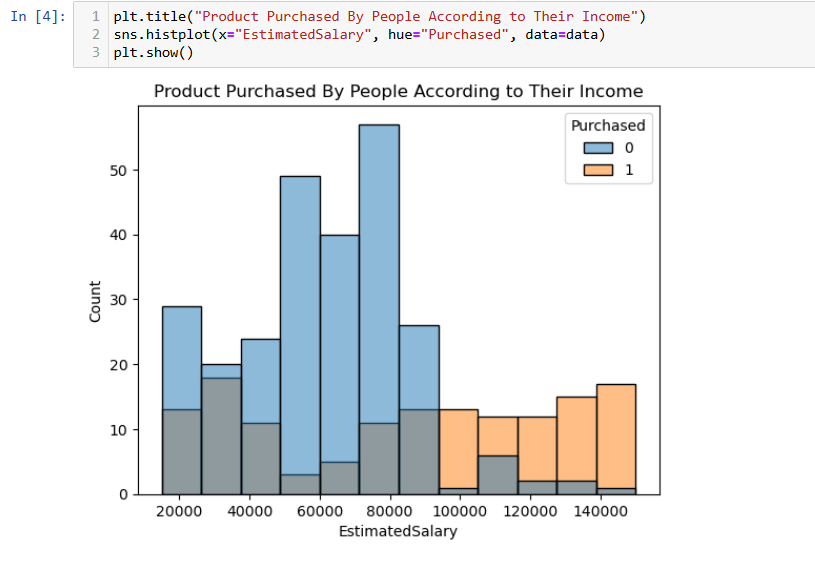 In [4]:
1 plt.title("Product Purchased By People According to Their Income")
2 sns.histplot(x="EstimatedSalary", hue="Purchased", data=data)
3 plt.show()
Product Purchased By People According to Their Income
Purchased
0
1
50
40
30
20
10
0
Count
20000 40000 60000 80000 100000 120000 140000
EstimatedSalary